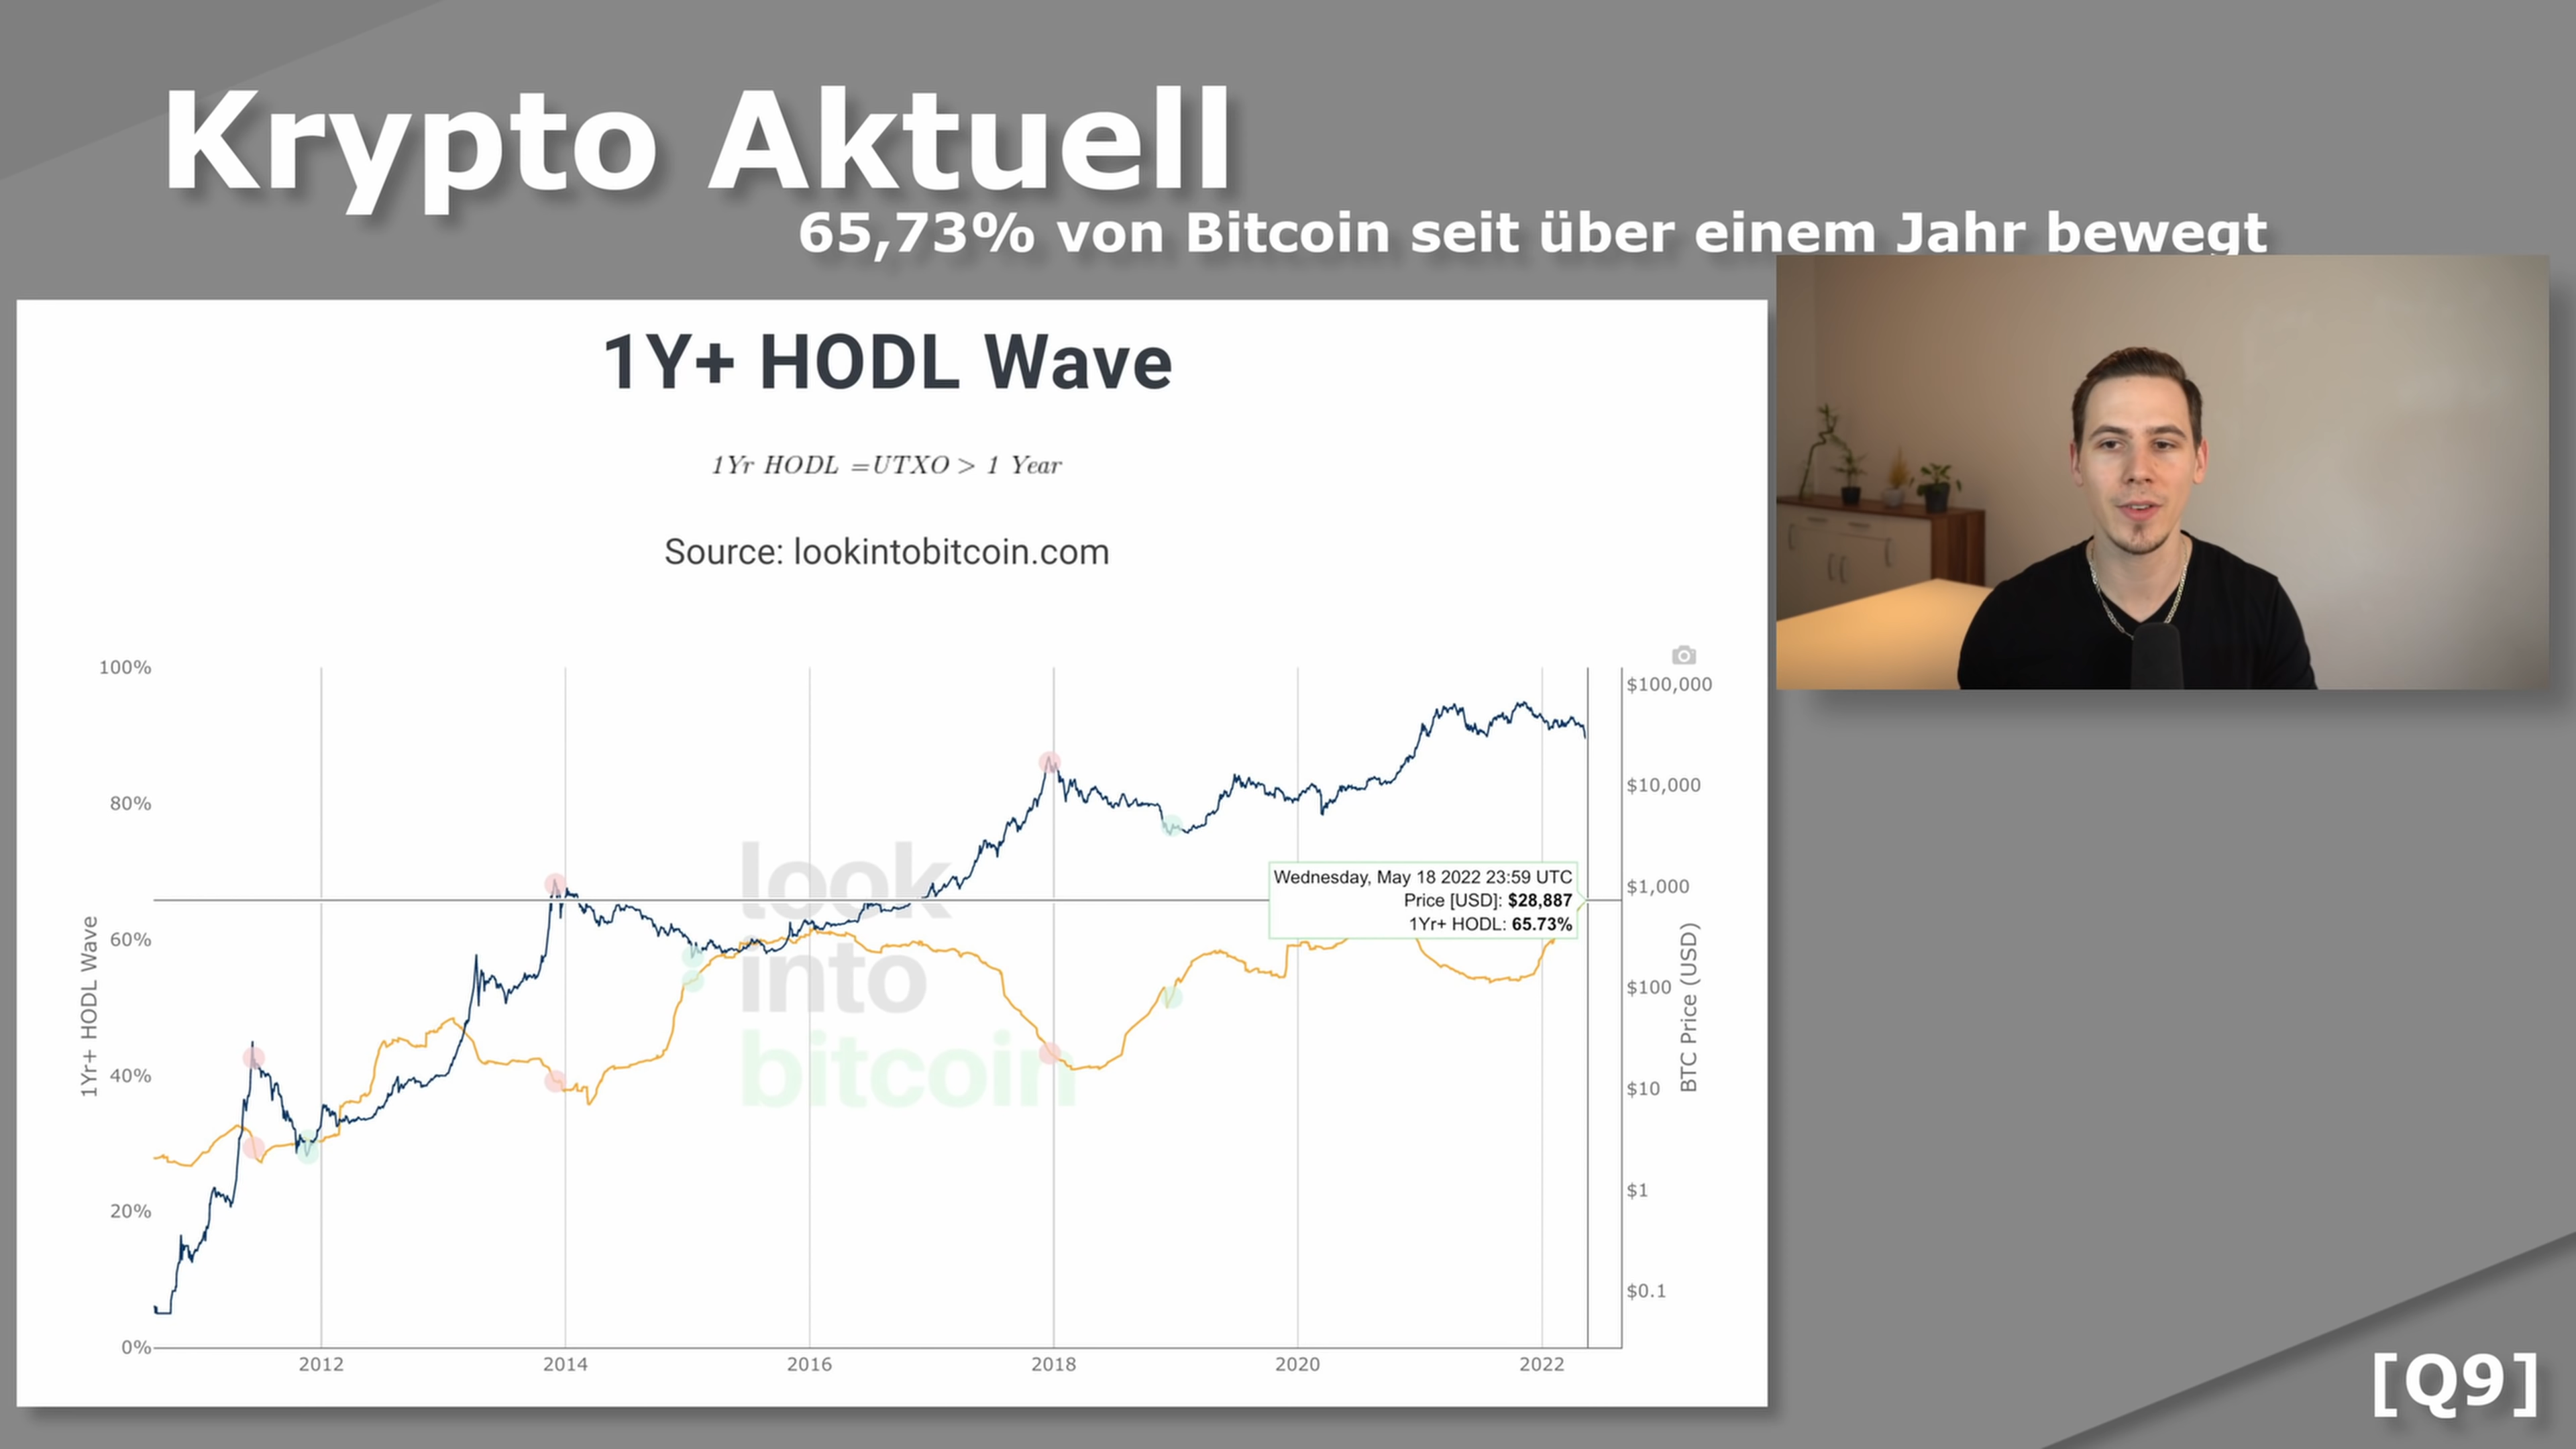 Krypto Aktuell
65,73% von Bitcoin seit über einem Jahr bewegt
1Y+ HODL Wave
1Yr HODL =UTXO > 1 Year
Source: lookintobitcoin.com
100%
80%
60%
40%
20%
0%
1Yr+ HODL Wave
look
into
bitcoin
Wednesday, May 18 2022 23:59 UTC
Price [USD]: $28,887
1Yr+ HODL: 65.73%
$100,000
$10,000
$1,000
$100
$10
$1
$0.1
BTC Price (USD)
2012
2014
2016
2018
2020
2022
[Q9]